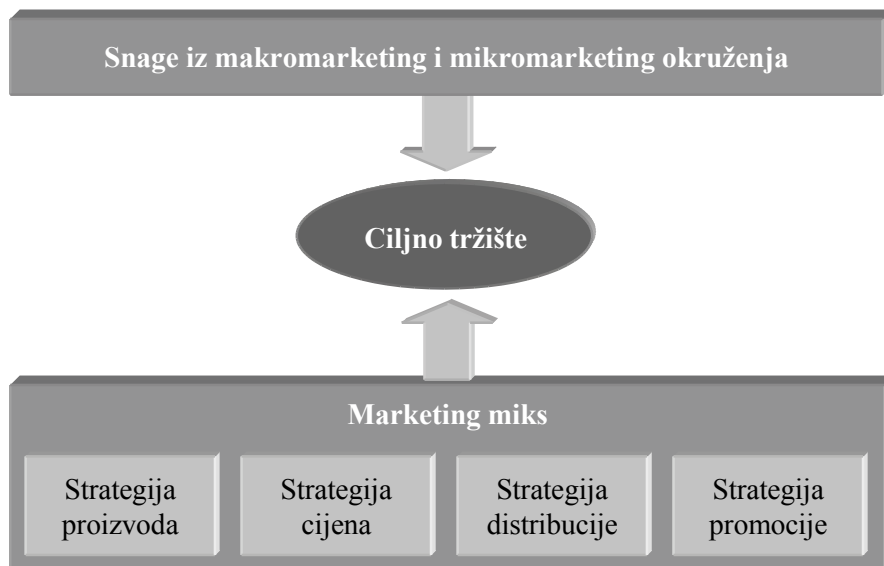 Snage iz makromarketing i mikromarketing okruženja
Ciljno tržište
Marketing miks
Strategija
proizvoda
Strategija
cijena
Strategija
distribucije
Strategija
promocije